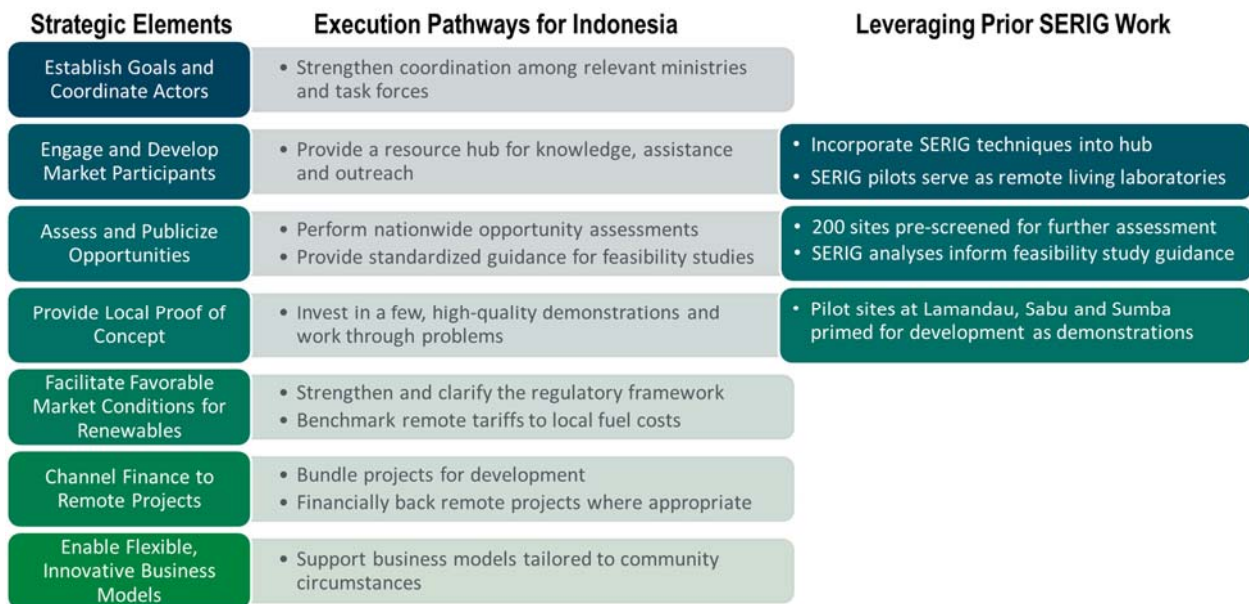 Strategic Elements
Execution Pathways for Indonesia
Leveraging Prior SERIG Work
Establish Goals and
Coordinate Actors
• Strengthen coordination among relevant ministries
and task forces
Engage and Develop
Market Participants
• Provide a resource hub for knowledge, assistance
and outreach
• Incorporate SERIG techniques into hub
• SERIG pilots serve as remote living laboratories
Assess and Publicize
Opportunities
• Perform nationwide opportunity assessments
• Provide standardized guidance for feasibility studies
• 200 sites pre-screened for further assessment
• SERIG analyses inform feasibility study guidance
Provide Local Proof of
Concept
• Invest in a few, high-quality demonstrations and
work through problems
• Pilot sites at Lamandau, Sabu and Sumba
primed for development as demonstrations
Facilitate Favorable
Market Conditions for
Renewables
• Strengthen and clarify the regulatory framework
• Benchmark remote tariffs to local fuel costs
Channel Finance to
Remote Projects
• Bundle projects for development
• Financially back remote projects where appropriate
Enable Flexible,
Innovative Business
Models
• Support business models tailored to community
circumstances